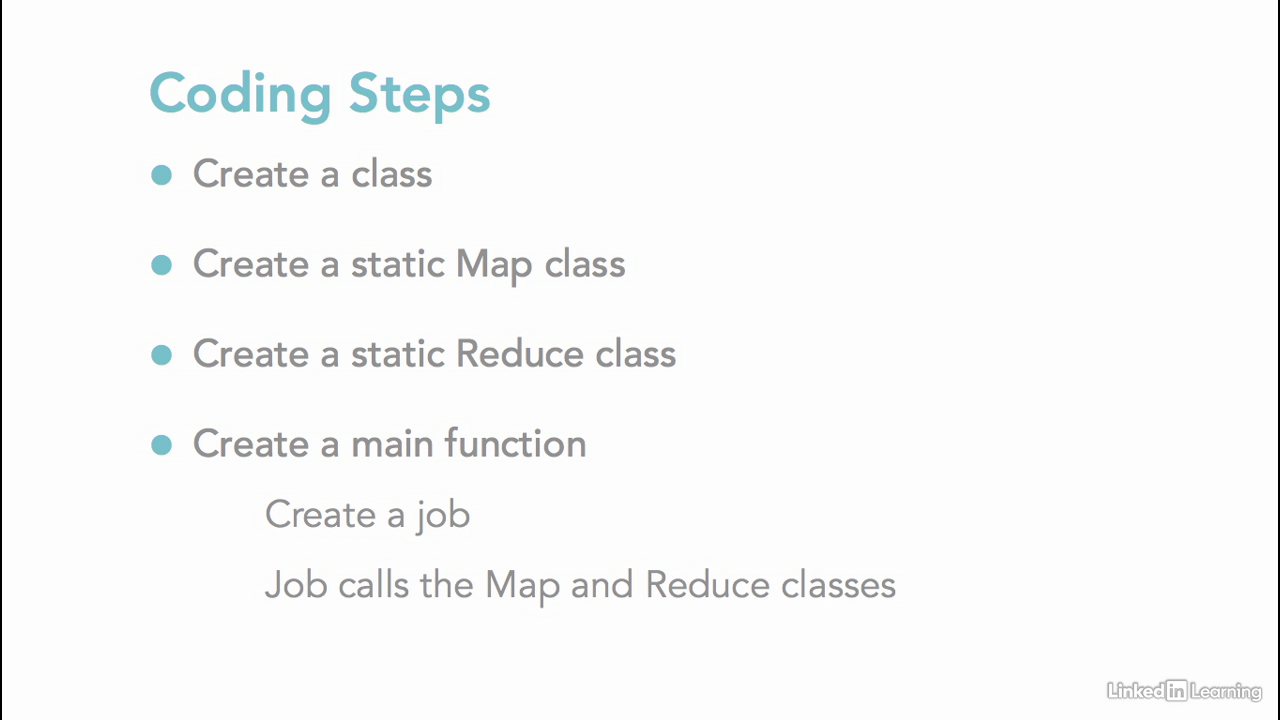 Coding Steps
Create a class
Create a static Map class
Create a static Reduce class
Create a main function
Create a job
Job calls the Map and Reduce classes
Linked in Learning